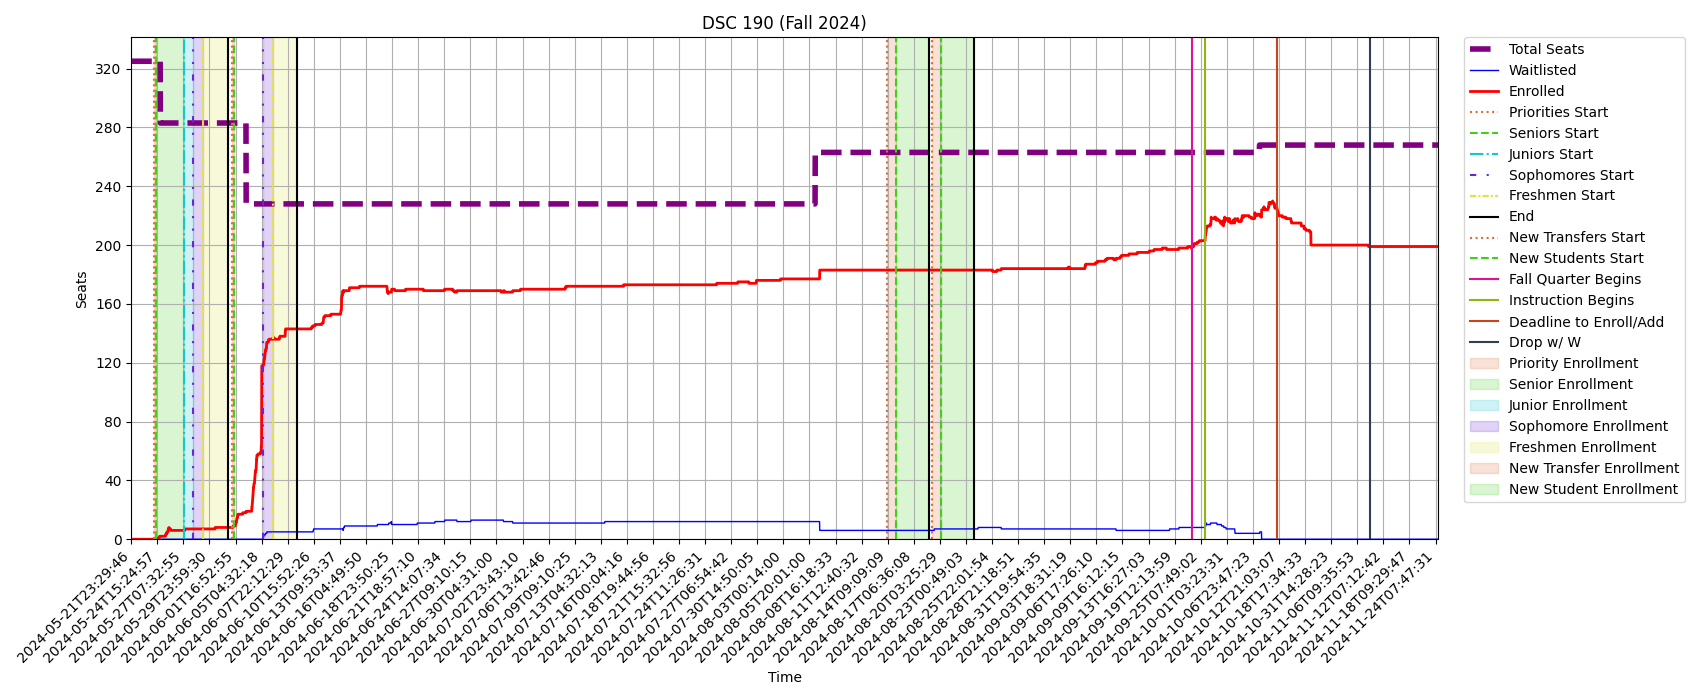 DSC 190 (Fall 2024)
Seats
320
280
240
200
160
120
80
40
0
2024-05-21T23:29:46
2024-05-24T15:24:57
2024-05-27T07:32:55
2024-05-29T23:59:30
2024-06-01T16:52:55
2024-06-05T04:32:18
2024-06-07T22:12:29
2024-06-10T15:52:26
2024-06-13T09:53:37
2024-06-16T04:49:50
2024-06-18T23:50:25
2024-06-21T18:57:10
2024-06-24T14:07:34
2024-06-27T09:10:15
2024-06-30T04:31:00
2024-07-02T23:43:10
2024-07-06T13:42:46
2024-07-09T09:10:25
2024-07-13T04:32:13
2024-07-16T00:04:16
2024-07-18T19:44:56
2024-07-21T15:32:56
2024-07-24T11:26:31
2024-07-27T06:54:42
2024-07-30T14:50:05
2024-08-03T00:14:00
2024-08-05T20:01:00
2024-08-08T16:18:33
2024-08-11T12:40:32
2024-08-14T09:09:09
2024-08-17T06:36:08
2024-08-20T03:25:29
2024-08-23T00:49:03
2024-08-25T22:01:54
2024-08-28T21:18:51
2024-08-31T19:54:35
2024-09-03T18:31:19
2024-09-06T17:26:10
2024-09-09T16:12:15
2024-09-13T16:27:03
2024-09-19T12:13:59
2024-09-25T07:49:02
2024-10-01T03:23:31
2024-10-06T23:47:23
2024-10-12T21:03:07
2024-10-18T17:34:33
2024-10-31T14:28:23
2024-11-06T09:35:53
2024-11-12T07:12:42
2024-11-18T09:29:47
2024-11-24T07:47:31
Time
Total Seats
Waitlisted
Enrolled
Priorities Start
Seniors Start
Juniors Start
Sophomores Start
Freshmen Start
End
New Transfers Start
New Students Start
Fall Quarter Begins
Instruction Begins
Deadline to Enroll/Add
Drop w/ W
Priority Enrollment
Senior Enrollment
Junior Enrollment
Sophomore Enrollment
Freshmen Enrollment
New Transfer Enrollment
New Student Enrollment